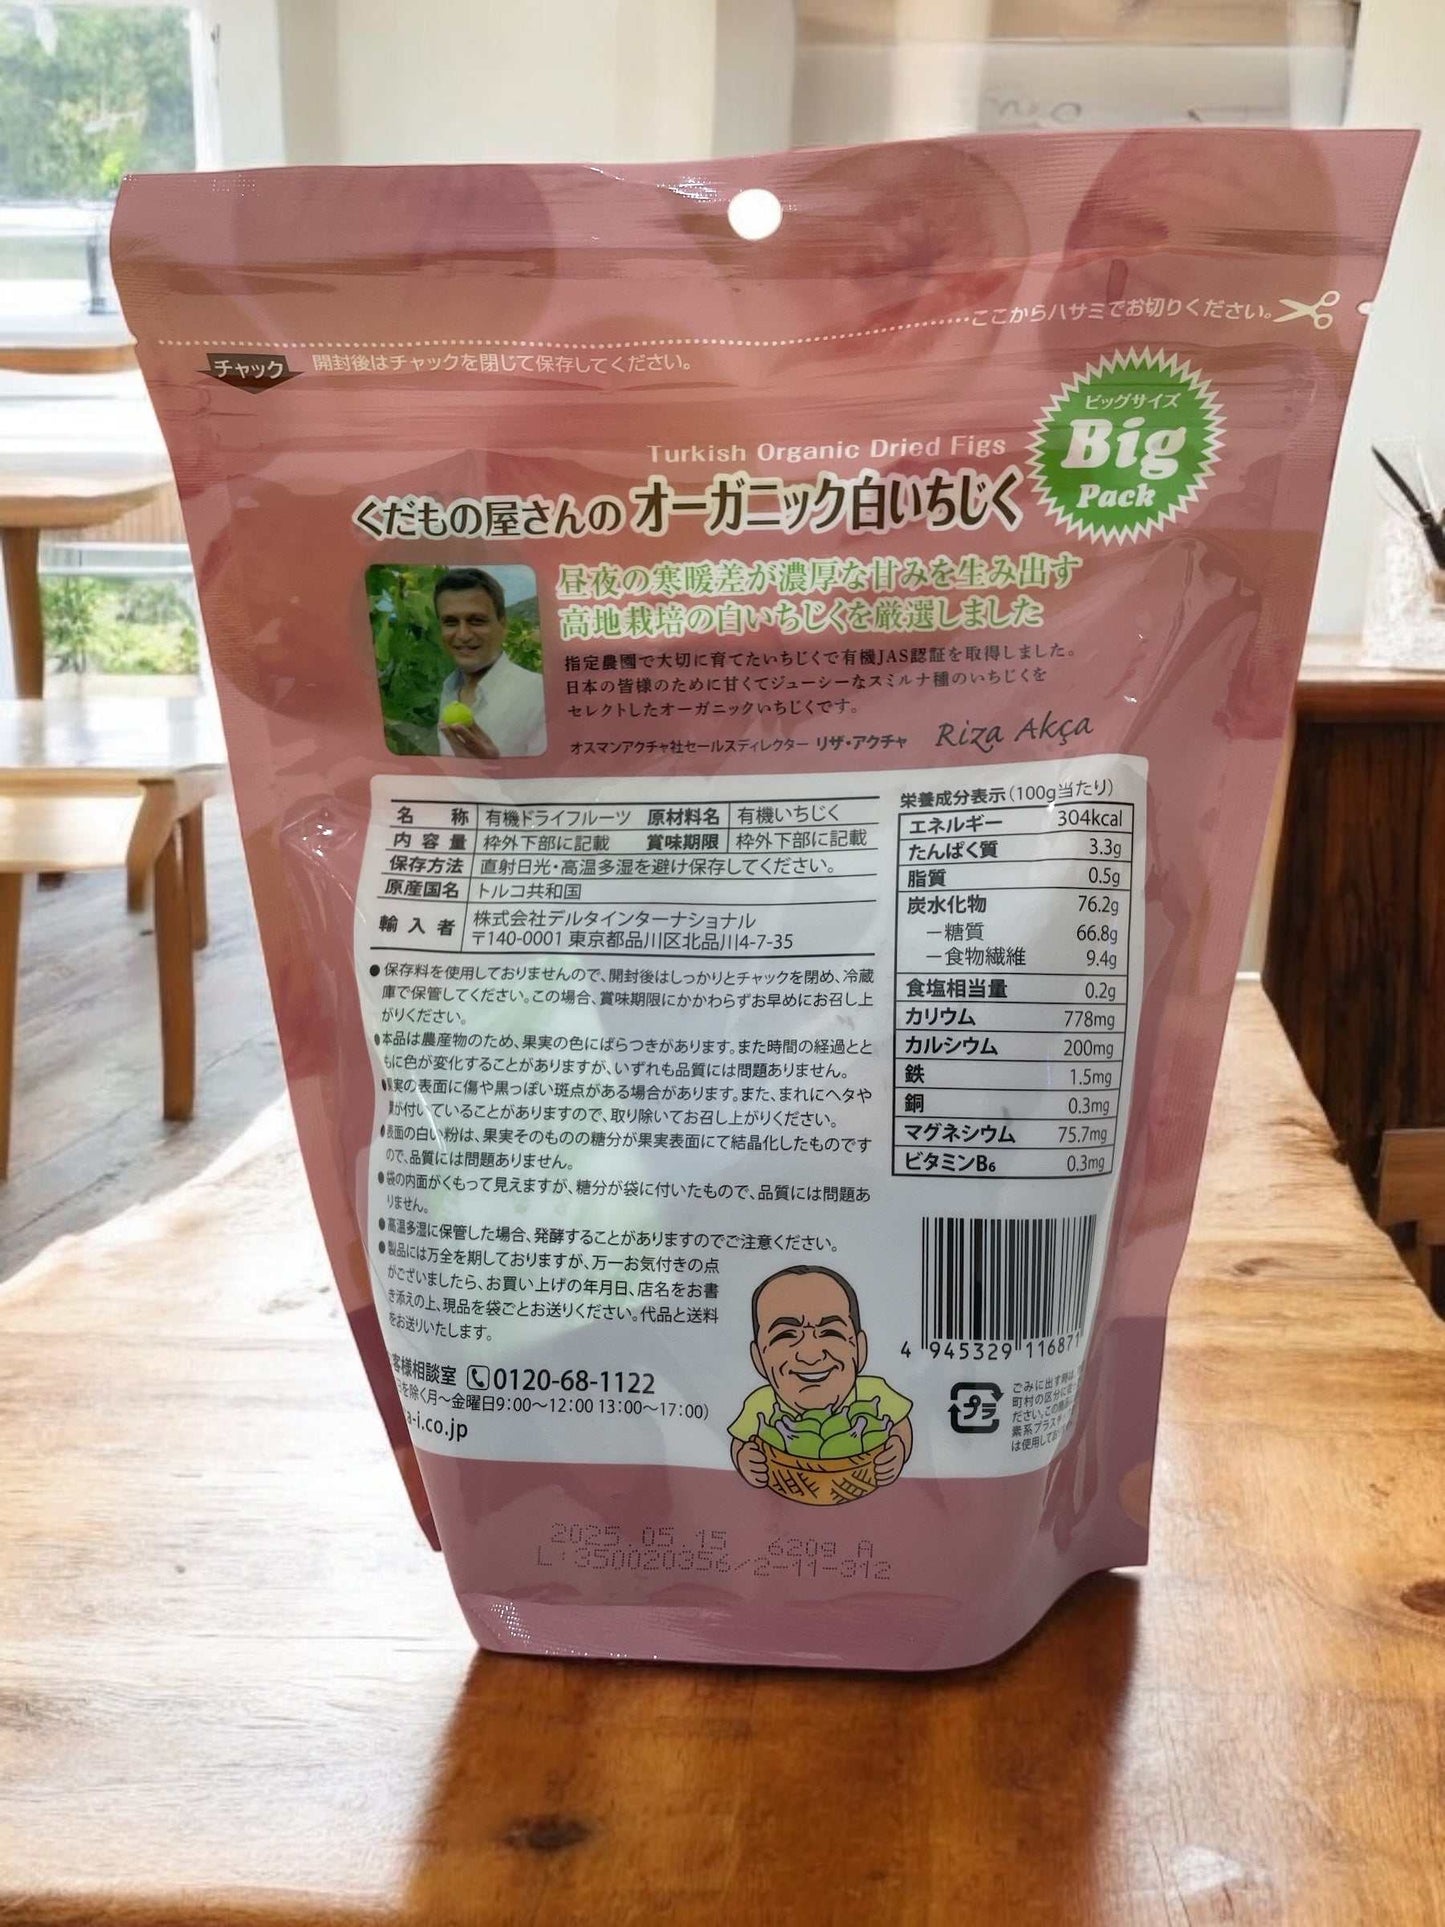 ここからハサミでお切りください。
チャック 開封後はチャックを閉じて保存してください。
ビッグサイズ
Big
Pack
Turkish Organic Dried Figs
くだもの屋さんの オーガニック白いちじく
昼夜の寒暖差が濃厚な甘みを生み出す
高地栽培の白いちじくを厳選しました
指定農園で大切に育てたいちじくで有機JAS認証を取得しました。
日本の皆様のために甘くてジューシーなスミルナ種のいちじくを
セレクトしたオーガニックいちじくです。
オスマンアクチャ社セールスディレクター リザ・アクチャ Riza Akça
名 称 有機ドライフルーツ 原材料名 有機いちじく
内 容 量 枠外下部に記載 賞味期限 枠外下部に記載
保存方法 直射日光・高温多湿を避け保存してください。
原産国名 トルコ共和国
輸 入 者 株式会社デルタインターナショナル
〒140-0001 東京都品川区北品川4-7-35
●保存料を使用しておりませんので、開封後はしっかりとチャックを閉め、冷蔵
庫で保管してください。この場合、賞味期限にかかわらずお早めにお召し上
がりください。
●本品は農産物のため、果実の色にばらつきがあります。また時間の経過とと
もに色が変化することがありますが、いずれも品質には問題ありません。
●果実の表面に傷や黒っぽい斑点がある場合があります。また、まれにヘタや
が付いていることがありますので、取り除いてお召し上がりください。
●表面の白い粉は、果実そのものの糖分が果実表面にて結晶化したものです
ので、品質には問題ありません。
●袋の内面がくもって見えますが、糖分が袋に付いたもので、品質には問題あ
りません。
●高温多湿に保管した場合、発酵することがありますのでご注意ください。
●製品には万全を期しておりますが、万一お気付きの点
がございましたら、お買い上げの年月日、店名をお書
き添えの上、現品を袋ごとお送りください。代品と送料
をお送りいたします。
客様相談室 0120-68-1122
日を除く月〜金曜日9:00〜12:00 13:00〜17:00)
a-i.co.jp
栄養成分表示(100g当たり)
エネルギー 304kcal
たんぱく質 3.3g
脂質 0.5g
炭水化物 76.2g
－糖質 66.8g
－食物繊維 9.4g
食塩相当量 0.2g
カリウム 778mg
カルシウム 200mg
鉄 1.5mg
銅 0.3mg
マグネシウム 75.7mg
ビタミンB₆ 0.3mg
4 945329 116871
プラ
ごみに出す時は
町村の区分に
ださい。この商品
素系プラスチ
は使用して
2025.05.15 620g A
L:350020356/2-11-312